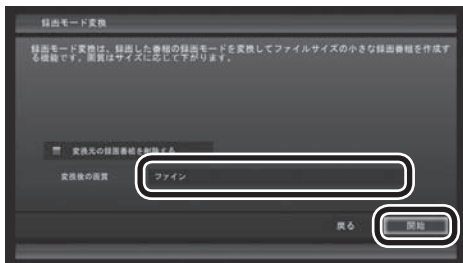 録画モード変換
録画モード変換は、録画した番組の録画モードを変換してファイルサイズの小さな録画番組を作成す
る機能です。画質はサイズに応じて下がります。
変換元の録画番組を削除する
変換後の画質 ファイン
戻る 開始